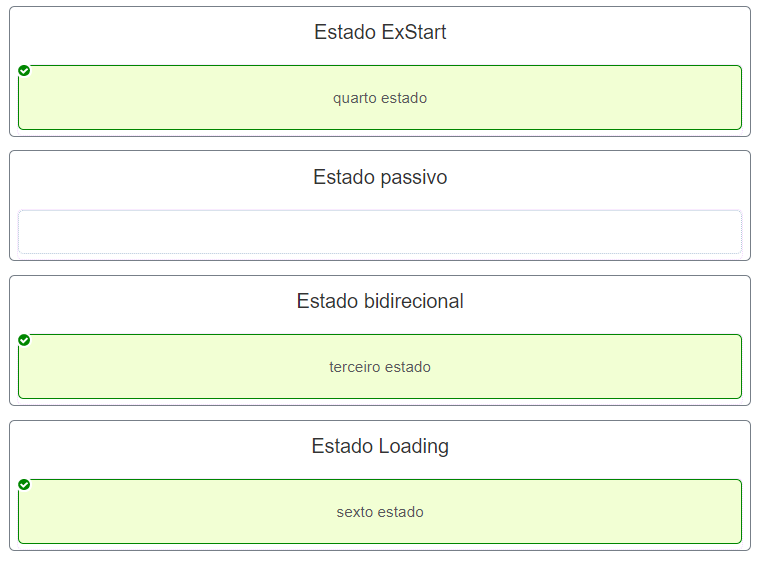 Estado ExStart
quarto estado
Estado passivo
Estado bidirecional
terceiro estado
Estado Loading
sexto estado